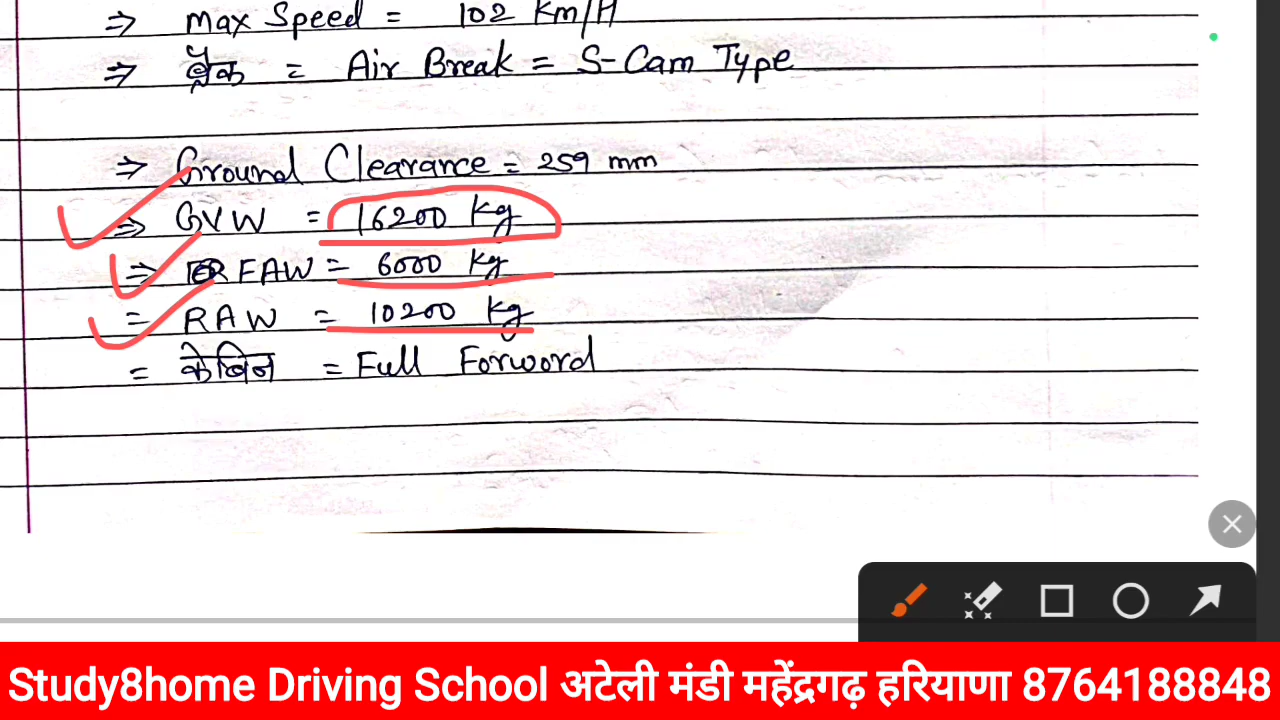 ⇒ Max Speed = 102 Km/H
⇒ ब्रेक = Air Break = S-Cam Type
⇒ Ground Clearance = 259 mm
⇒ GVW = 16200 Kg
⇒ FAW = 6000 Kg
= RAW = 10200 Kg
= केबिन = Full Forword
Study8home Driving School अटेली मंडी महेंद्रगढ़ हरियाणा 8764188848